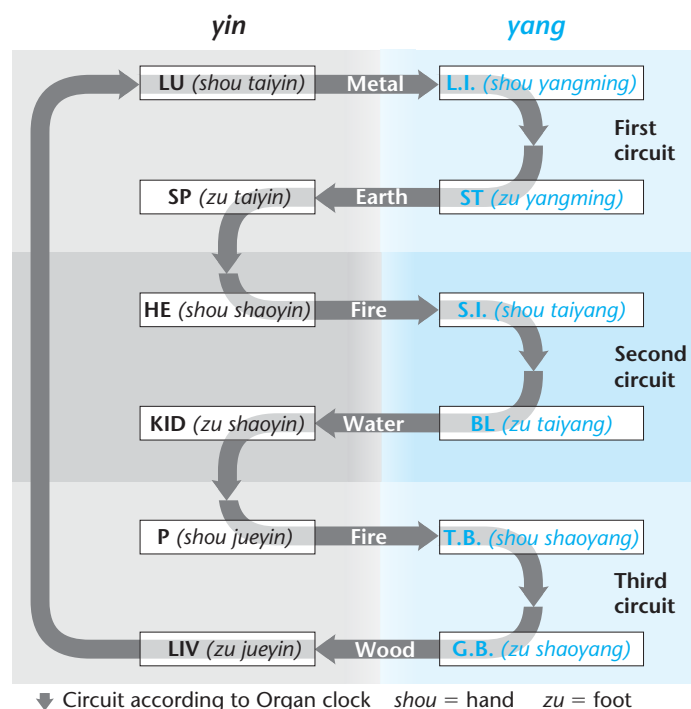 yin yang
LU (shou taiyin) Metal L.I. (shou yangming)
First
circuit
SP (zu taiyin) Earth ST (zu yangming)
HE (shou shaoyin) Fire S.I. (shou taiyang)
Second
circuit
KID (zu shaoyin) Water BL (zu taiyang)
P (shou jueyin) Fire T.B. (shou shaoyang)
Third
circuit
LIV (zu jueyin) Wood G.B. (zu shaoyang)
Circuit according to Organ clock shou = hand zu = foot